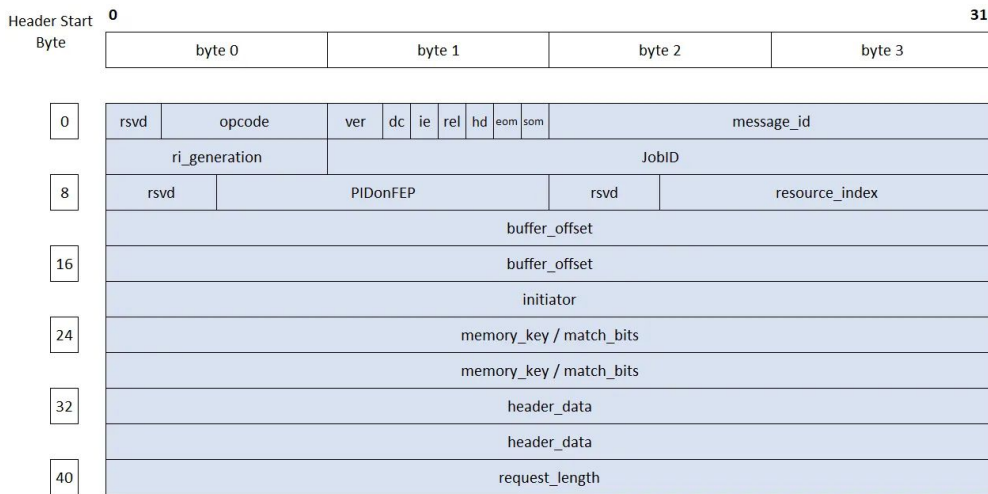 Header Start Byte
0 31
byte 0 byte 1 byte 2 byte 3
0 rsvd opcode ver dc ie rel hd eom som message_id
ri_generation JobID
8 rsvd PIDonFEP rsvd resource_index
buffer_offset
16 buffer_offset
initiator
24 memory_key / match_bits
memory_key / match_bits
32 header_data
header_data
40 request_length